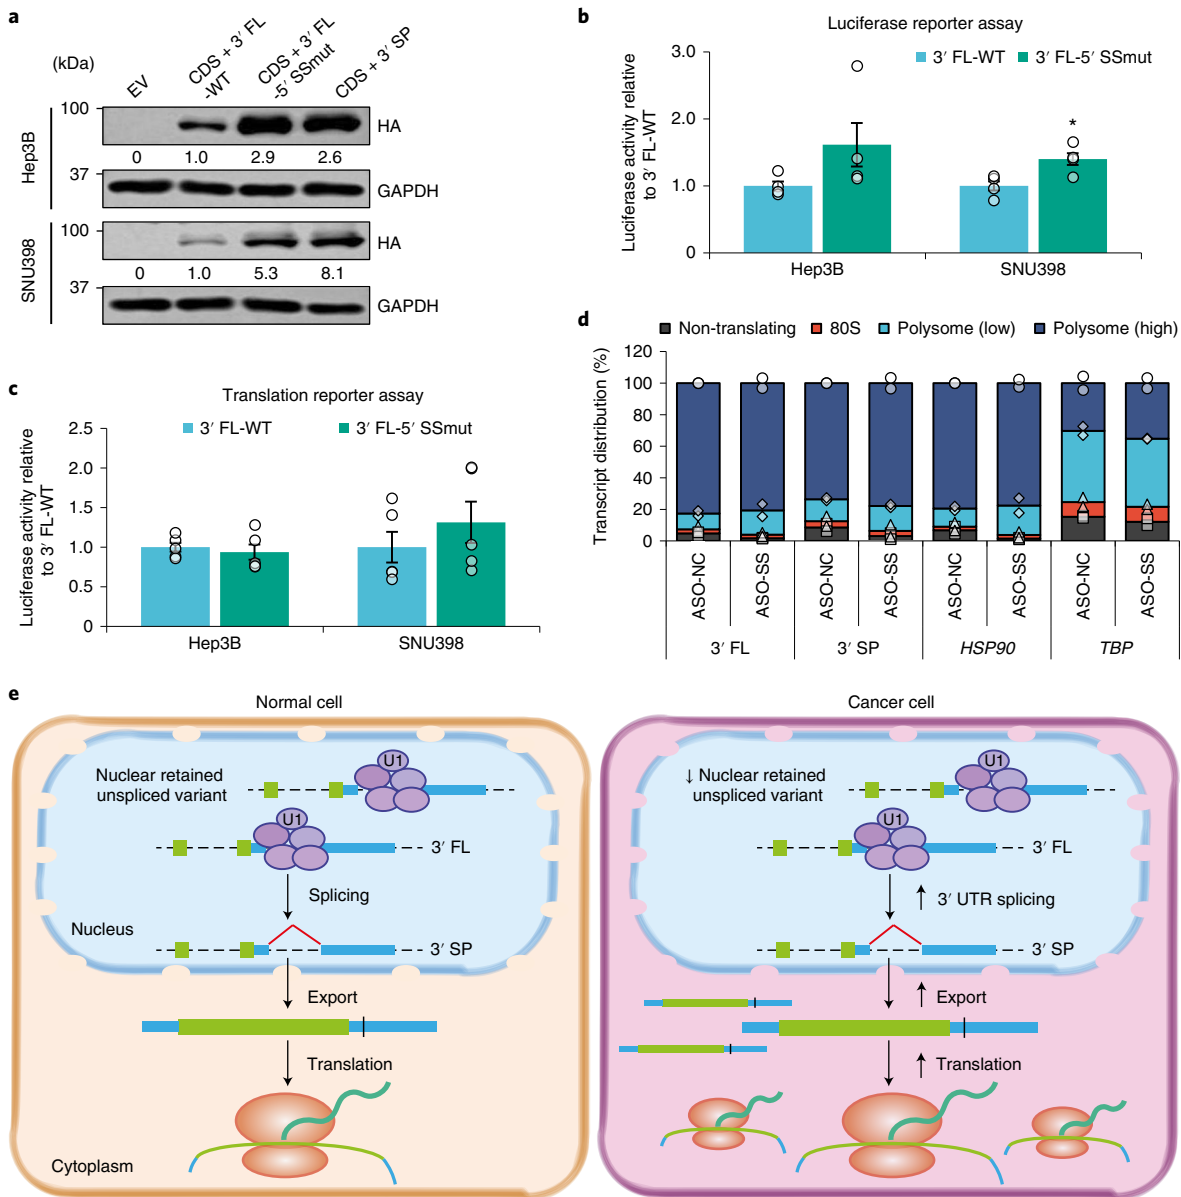 a
(kDa)
EV
CDS + 3′ FL
-WT
CDS + 3′ FL
-5′ SSmut
CDS + 3′ SP
Hep3B
100
HA
0 1.0 2.9 2.6
37
GAPDH
SNU398
100
HA
0 1.0 5.3 8.1
37
GAPDH
b
Luciferase reporter assay
3′ FL-WT 3′ FL-5′ SSmut
Luciferase activity relative
to 3′ FL-WT
3.0
2.0
1.0
0
*
Hep3B SNU398
c
Translation reporter assay
3′ FL-WT 3′ FL-5′ SSmut
Luciferase activity relative
to 3′ FL-WT
2.5
2.0
1.5
1.0
0.5
0
Hep3B SNU398
d
Non-translating 80S Polysome (low) Polysome (high)
Transcript distribution (%)
120
100
80
60
40
20
0
ASO-NC ASO-SS ASO-NC ASO-SS ASO-NC ASO-SS ASO-NC ASO-SS
3′ FL 3′ SP HSP90 TBP
e
Normal cell
Nuclear retained
unspliced variant
U1
U1
3′ FL
Splicing
Nucleus
3′ SP
Export
Translation
Cytoplasm
Cancer cell
↓ Nuclear retained
unspliced variant
U1
U1
3′ FL
↑ 3′ UTR splicing
3′ SP
↑ Export
↑ Translation